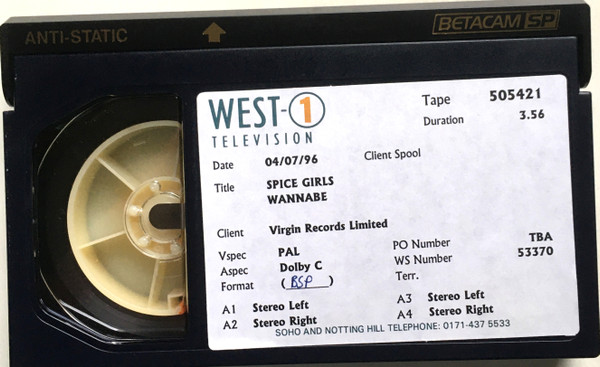 ANTI-STATIC
BETACAM SP
WEST-1
TELEVISION
Tape 505421
Duration 3.56
Date 04/07/96 Client Spool
Title SPICE GIRLS
WANNABE
Client Virgin Records Limited
Vspec PAL PO Number TBA
Aspec Dolby C WS Number 53370
Format (BSP) Terr.
A1 Stereo Left A3 Stereo Left
A2 Stereo Right A4 Stereo Right
SOHO AND NOTTING HILL TELEPHONE: 0171-437 5533